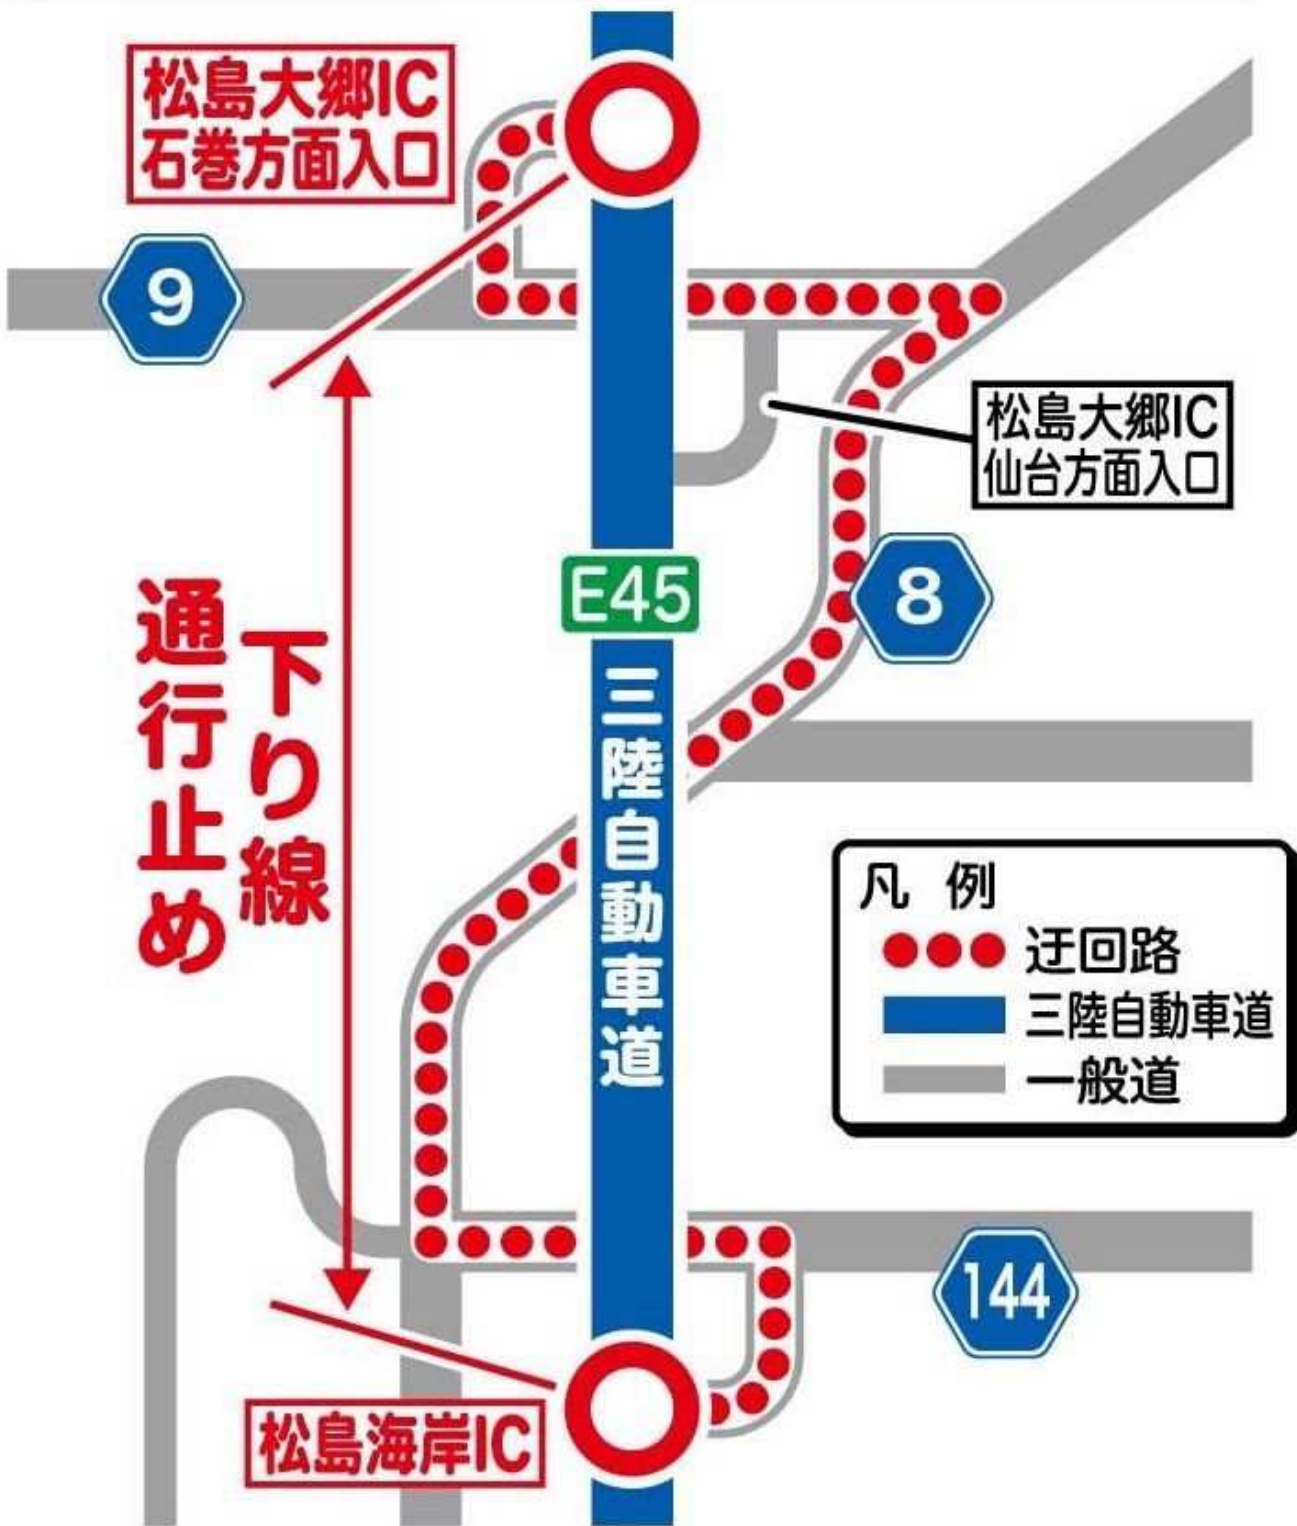 松島大郷IC
石巻方面入口
9
松島大郷IC
仙台方面入口
E45
8
下り線
通行止め
三陸自動車道
凡例
迂回路
三陸自動車道
一般道
144
松島海岸IC